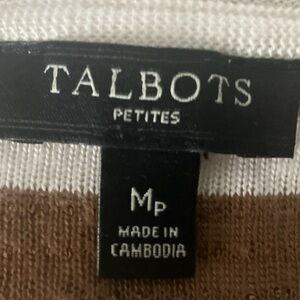 TALBOTS
PETITES
MP
MADE IN
CAMBODIA